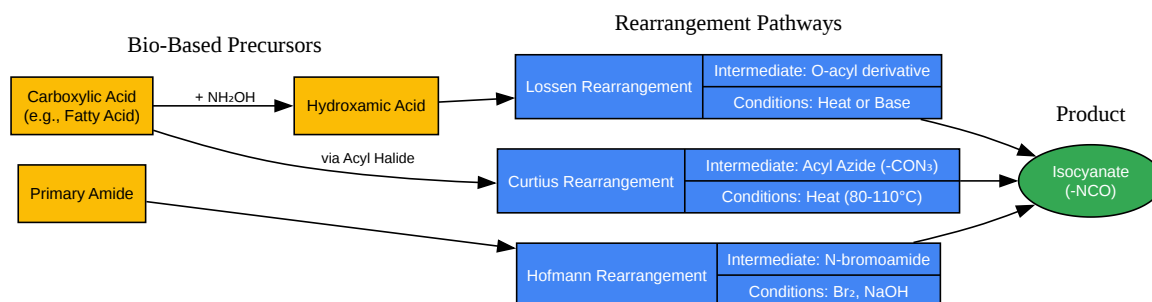 Bio-Based Precursors
Rearrangement Pathways
Product
Carboxylic Acid
(e.g., Fatty Acid)
+ NH₂OH
Hydroxamic Acid
Lossen Rearrangement
Intermediate: O-acyl derivative
Conditions: Heat or Base
via Acyl Halide
Curtius Rearrangement
Intermediate: Acyl Azide (-CON₃)
Conditions: Heat (80-110°C)
Isocyanate
(-NCO)
Primary Amide
Hofmann Rearrangement
Intermediate: N-bromoamide
Conditions: Br₂, NaOH